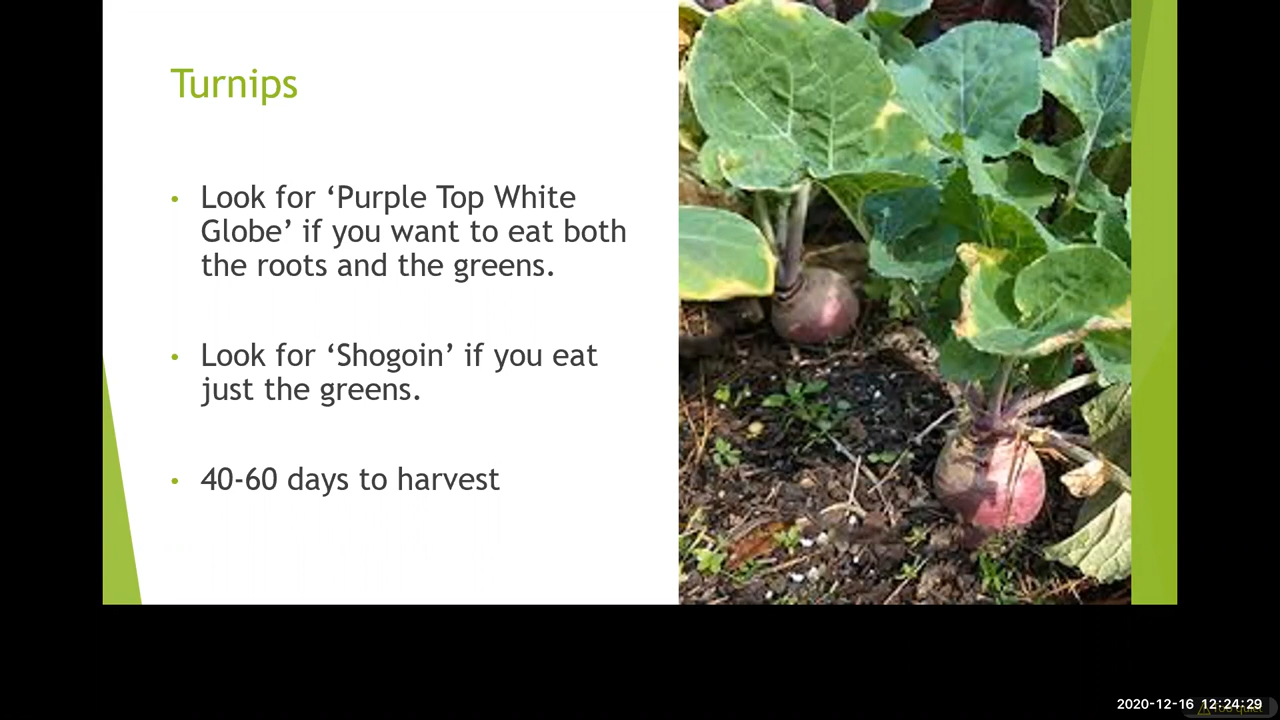 Turnips
• Look for ‘Purple Top White
Globe’ if you want to eat both
the roots and the greens.
• Look for ‘Shogoin’ if you eat
just the greens.
• 40-60 days to harvest
2020-12-16 12:24:29